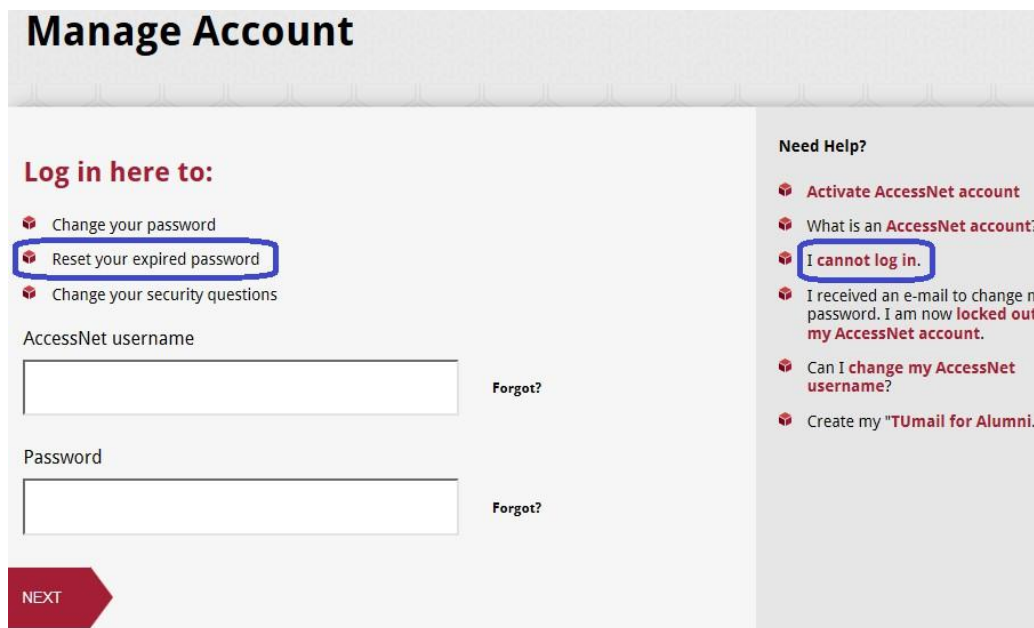 Manage Account
Log in here to:
Change your password
Reset your expired password
Change your security questions
AccessNet username
Forgot?
Password
Forgot?
NEXT
Need Help?
Activate AccessNet account
What is an AccessNet account?
I cannot log in.
I received an e-mail to change
password. I am now locked out
my AccessNet account.
Can I change my AccessNet
username?
Create my "TUmail for Alumni.